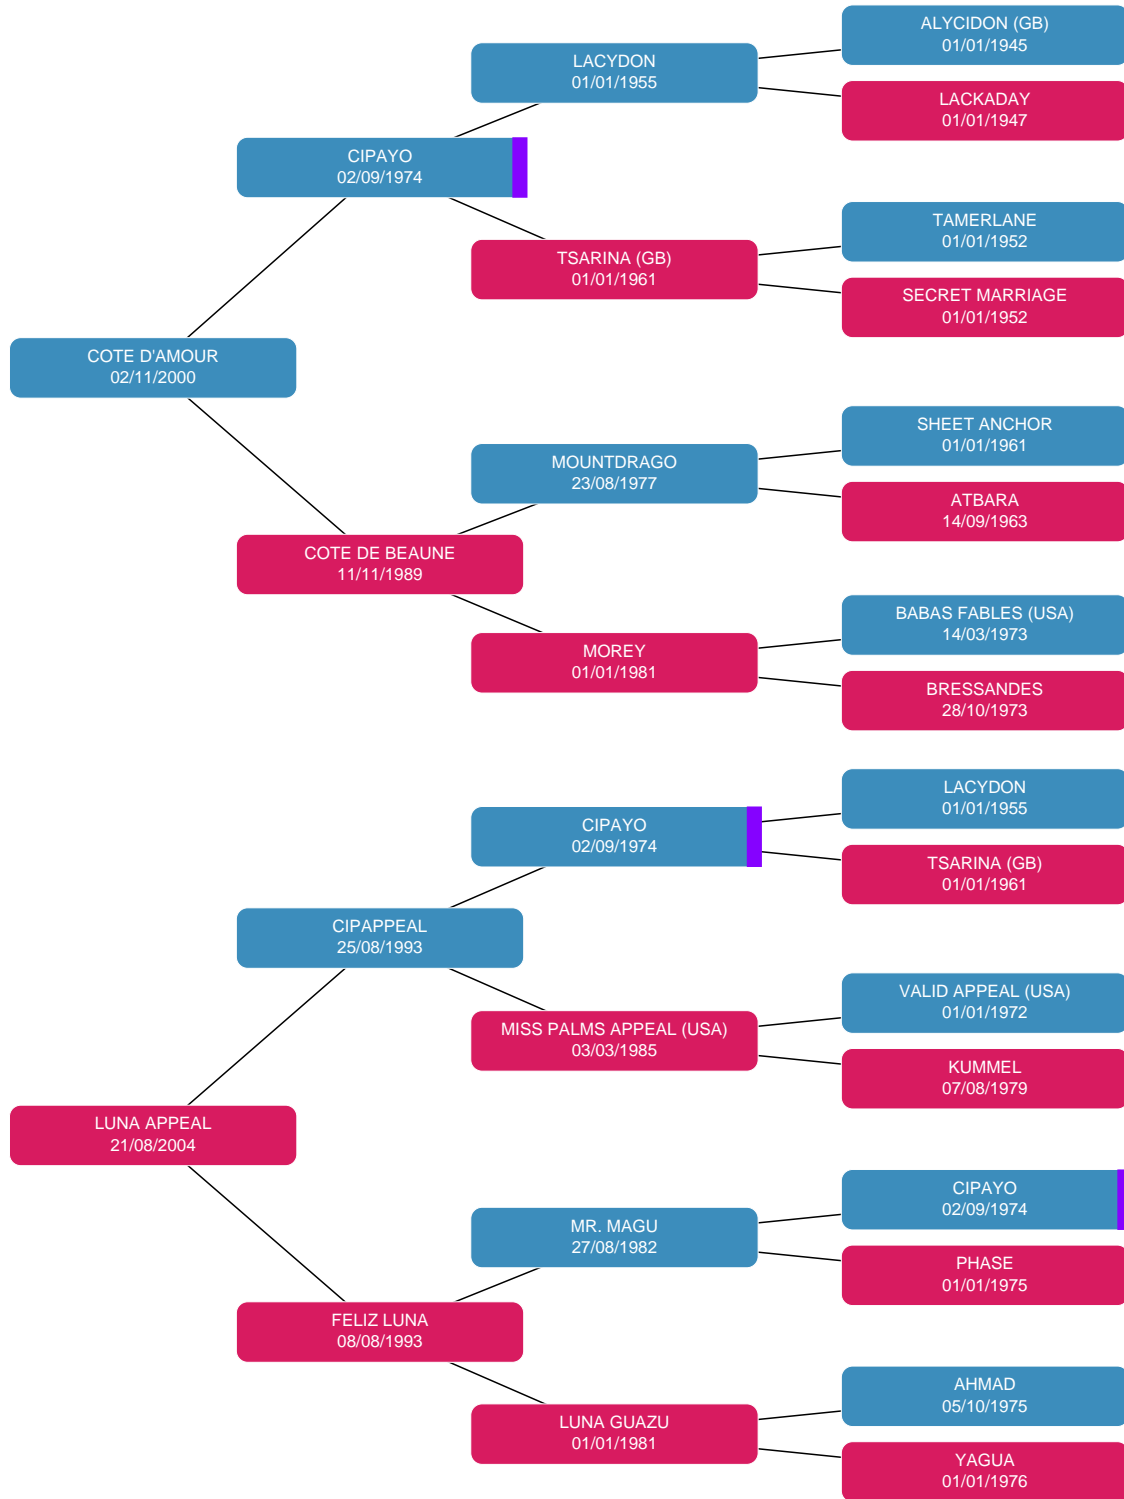 ALYCIDON (GB)
01/01/1945
LACYDON
01/01/1955
LACKADAY
01/01/1947
CIPAYO
02/09/1974
TAMERLANE
01/01/1952
TSARINA (GB)
01/01/1961
SECRET MARRIAGE
01/01/1952
COTE D'AMOUR
02/11/2000
SHEET ANCHOR
01/01/1961
MOUNTDRAGO
23/08/1977
ATBARA
14/09/1963
COTE DE BEAUNE
11/11/1989
BABAS FABLES (USA)
14/03/1973
MOREY
01/01/1981
BRESSANDES
28/10/1973
LACYDON
01/01/1955
CIPAYO
02/09/1974
TSARINA (GB)
01/01/1961
CIPAPPEAL
25/08/1993
VALID APPEAL (USA)
01/01/1972
MISS PALMS APPEAL (USA)
03/03/1985
KUMMEL
07/08/1979
LUNA APPEAL
21/08/2004
CIPAYO
02/09/1974
MR. MAGU
27/08/1982
PHASE
01/01/1975
FELIZ LUNA
08/08/1993
AHMAD
05/10/1975
LUNA GUAZU
01/01/1981
YAGUA
01/01/1976